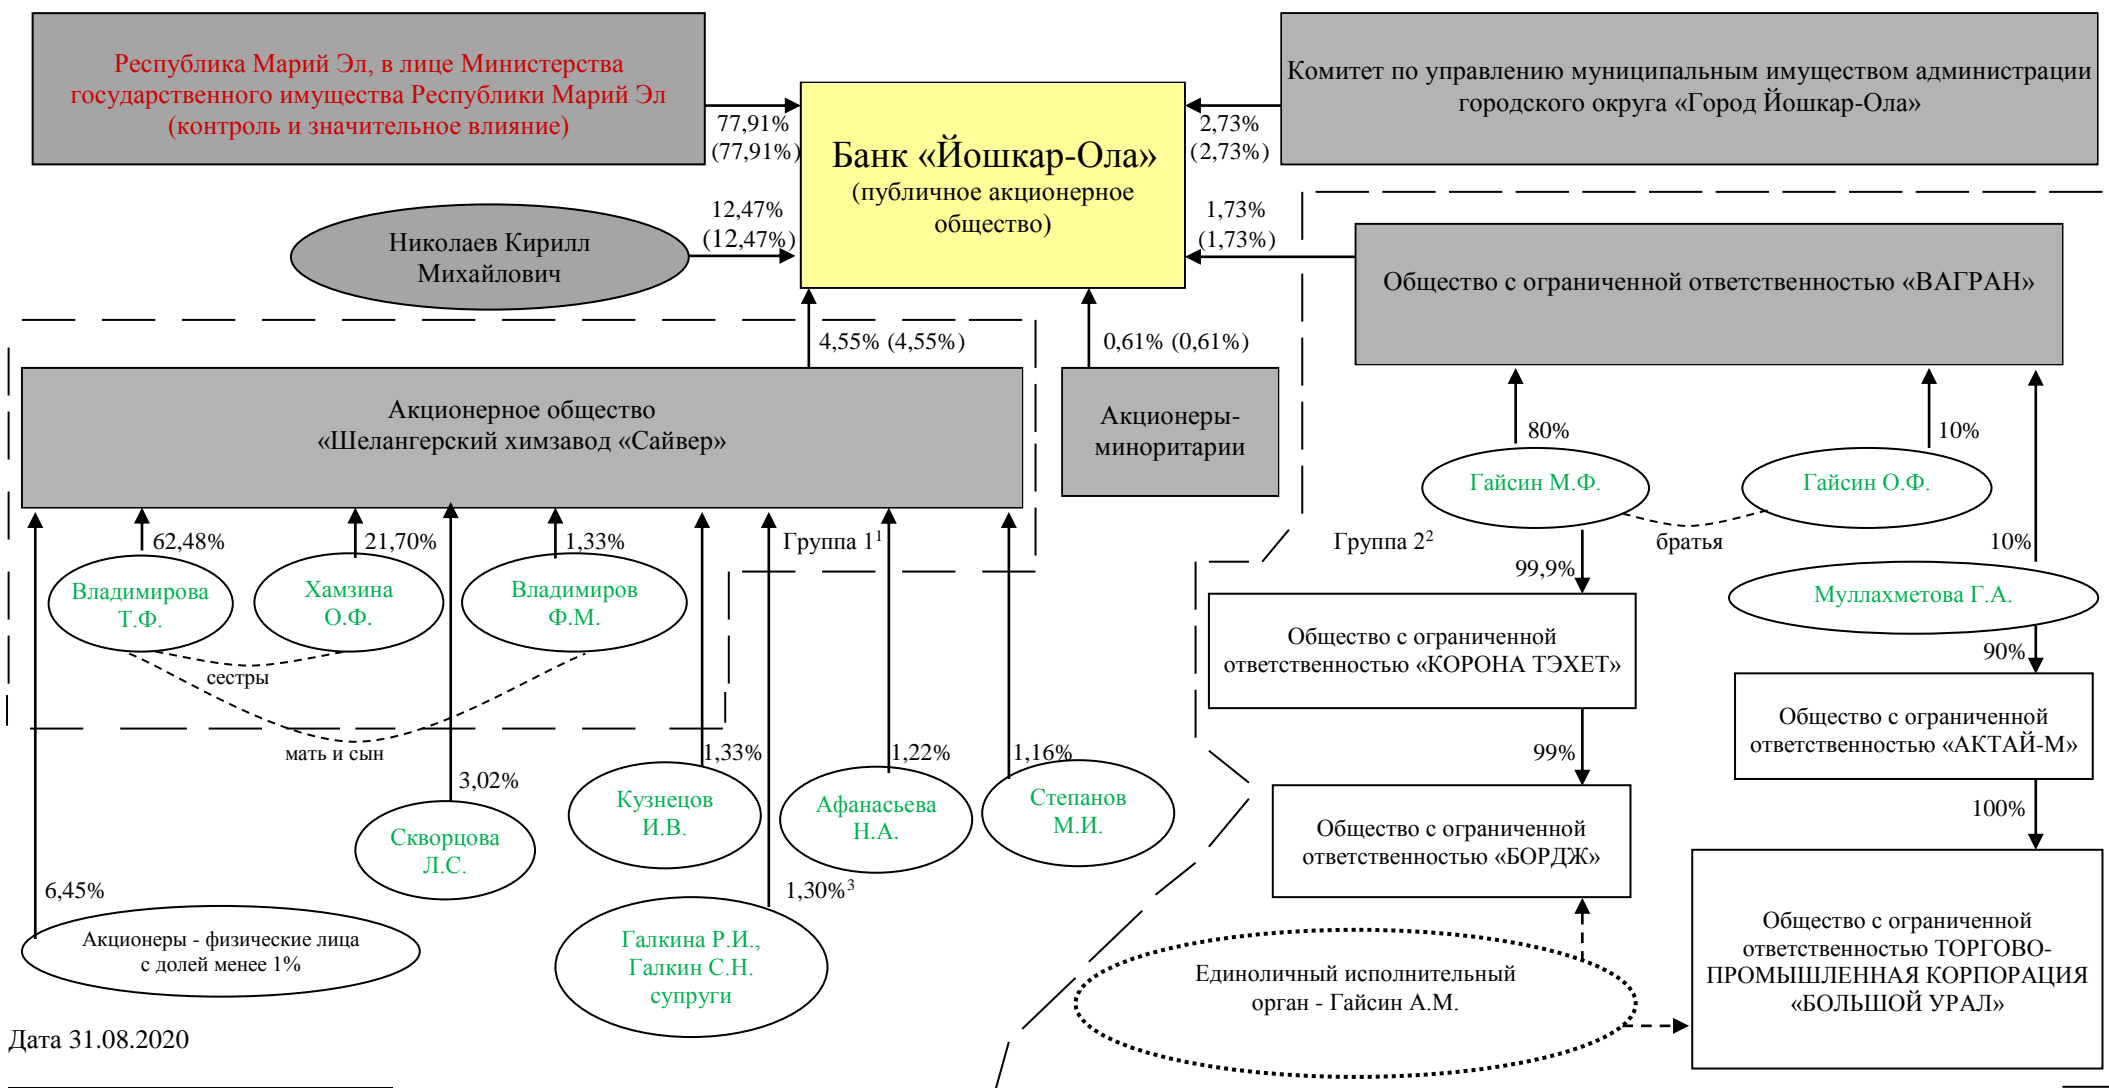 Республика Марий Эл, в лице Министерства
государственного имущества Республики Марий Эл
(контроль и значительное влияние)
77,91%
(77,91%)
Банк «Йошкар-Ола»
(публичное акционерное
общество)
2,73%
(2,73%)
Комитет по управлению муниципальным имуществом администрации
городского округа «Город Йошкар-Ола»
Николаев Кирилл
Михайлович
12,47%
(12,47%)
1,73%
(1,73%)
Общество с ограниченной ответственностью «ВАГРАН»
4,55% (4,55%)
0,61% (0,61%)
Акционерное общество
«Шелангерский химзавод «Сайвер»
Акционеры-
миноритарии
80%
10%
Гайсин М.Ф.
Гайсин О.Ф.
62,48%
21,70%
1,33%
Группа 1¹
Группа 2²
братья
10%
Владимирова
Т.Ф.
Хамзина
О.Ф.
Владимиров
Ф.М.
99,9%
Муллахметова Г.А.
сестры
мать и сын
Общество с ограниченной
ответственностью «КОРОНА ТЭХЕТ»
90%
Общество с ограниченной
ответственностью «АКТАЙ-М»
3,02%
1,33%
1,22%
1,16%
99%
100%
Скворцова
Л.С.
Кузнецов
И.В.
Афанасьева
Н.А.
Степанов
М.И.
Общество с ограниченной
ответственностью «БОРДЖ»
6,45%
1,30%³
Акционеры - физические лица
с долей менее 1%
Галкина Р.И.,
Галкин С.Н.
супруги
Единоличный исполнительный
орган - Гайсин А.М.
Общество с ограниченной
ответственностью ТОРГОВО-
ПРОМЫШЛЕННАЯ КОРПОРАЦИЯ
«БОЛЬШОЙ УРАЛ»
Дата 31.08.2020